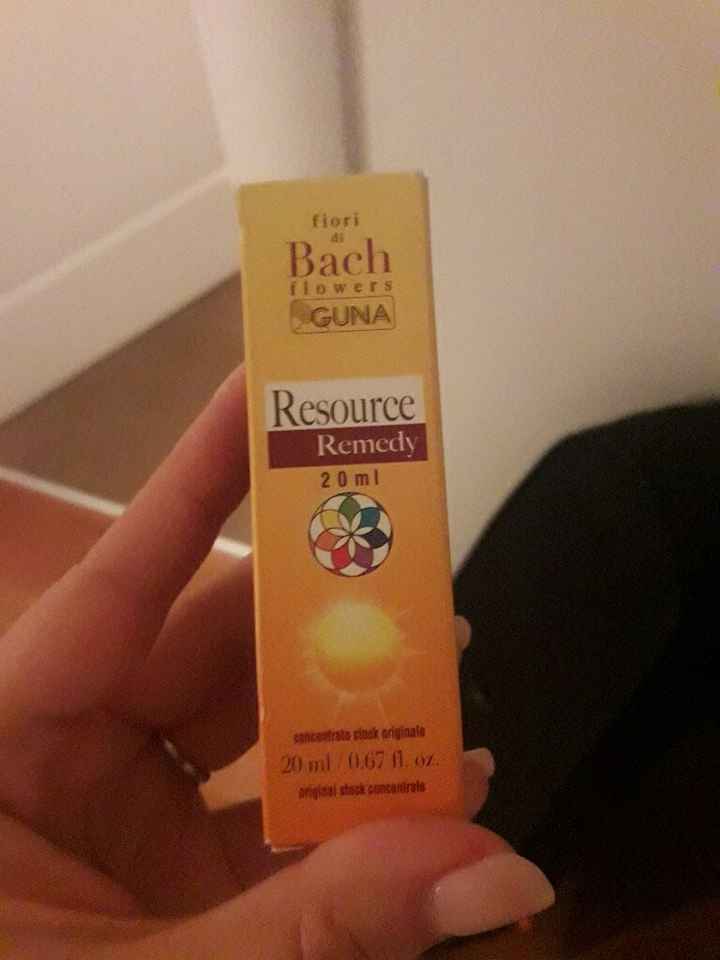 fiori
di
Bach
flowers
GUNA
Resource
Remedy
20ml
concentrato stock originale
20 ml / 0.67 fl. oz.
original stock concentrate